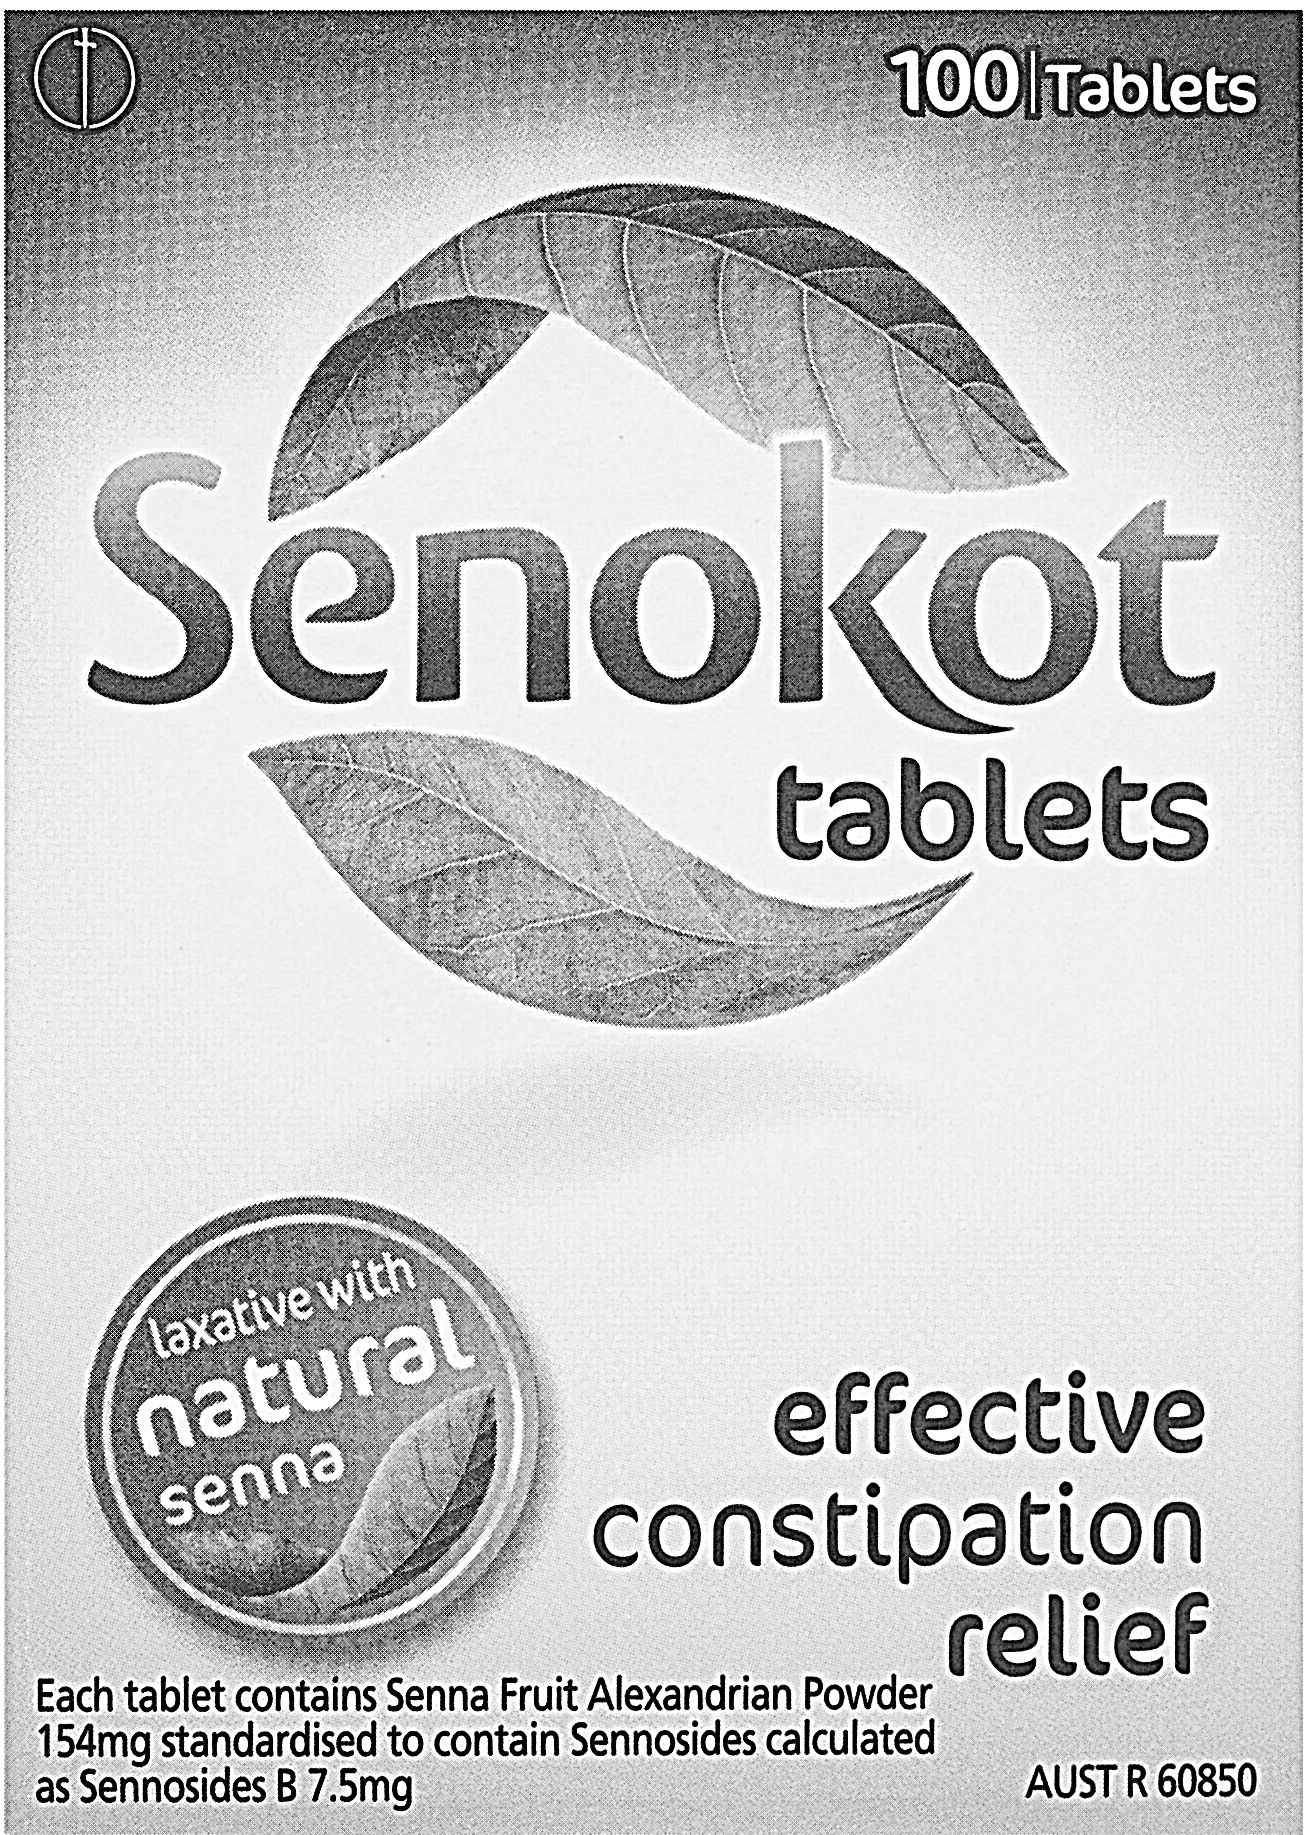 100 | Tablets
Senokot
tablets
laxative with
natural
senna
effective
constipation
relief
Each tablet contains Senna Fruit Alexandrian Powder
154mg standardised to contain Sennosides calculated
as Sennosides B 7.5mg
AUST R 60850